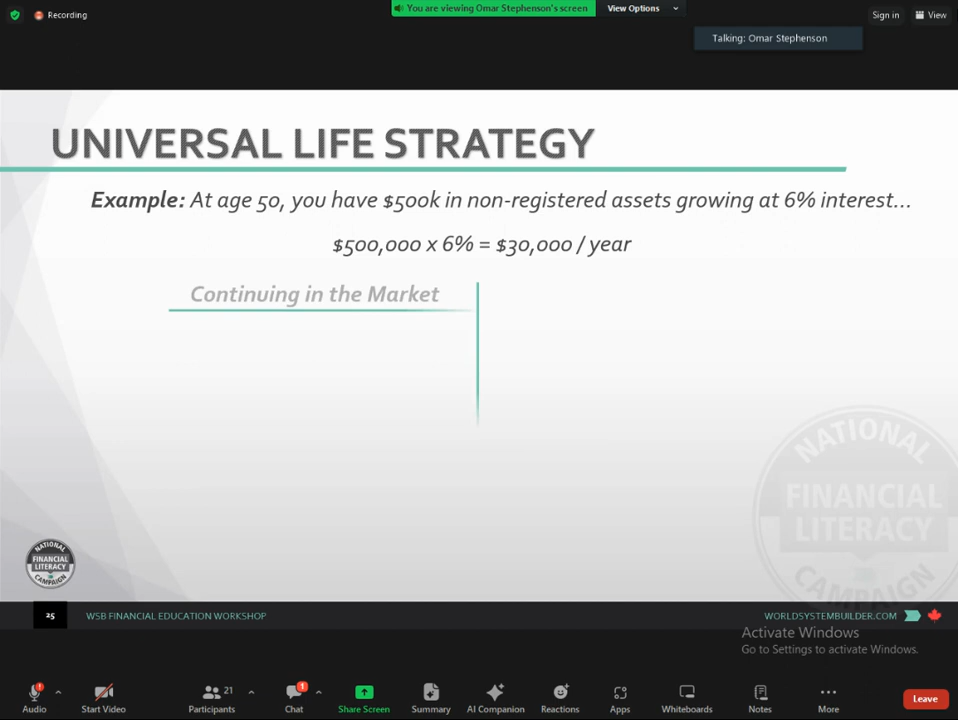 Recording
You are viewing Omar Stephenson's screen
View Options
Sign in
View
Talking: Omar Stephenson
UNIVERSAL LIFE STRATEGY
Example: At age 50, you have $500k in non-registered assets growing at 6% interest...
$500,000 x 6% = $30,000 / year
Continuing in the Market
NATIONAL
FINANCIAL
LITERACY
CAMPAIGN
NATIONAL
FINANCIAL
LITERACY
CAMPAIGN
25
WSB FINANCIAL EDUCATION WORKSHOP
WORLDSYSTEMBUILDER.COM
Activate Windows
Go to Settings to activate Windows.
21
1
Audio
Start Video
Participants
Chat
Share Screen
Summary
AI Companion
Reactions
Apps
Whiteboards
Notes
More
Leave